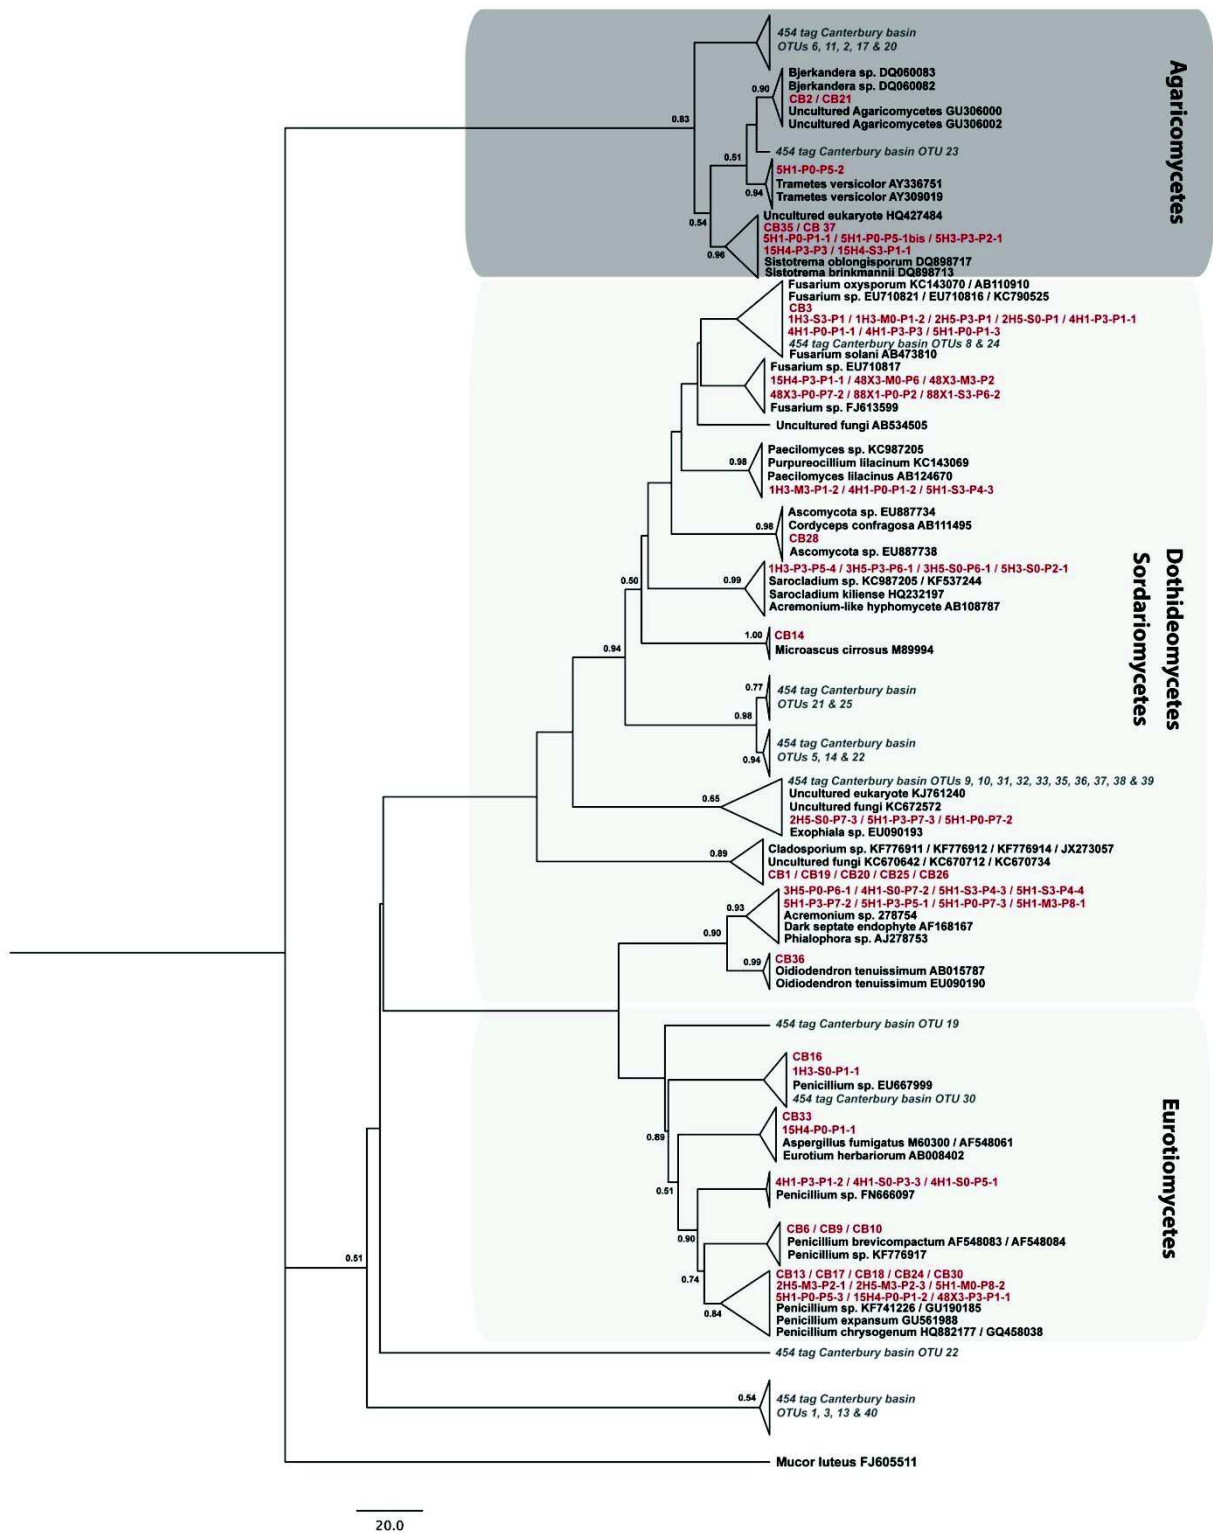 454 tag Canterbury basin
OTUs 6, 11, 2, 17 & 20
Bjerkandera sp. DQ060083
0.90
Bjerkandera sp. DQ060082
CB2 / CB21
Uncultured Agaricomycetes GU306000
Uncultured Agaricomycetes GU306002
0.83
454 tag Canterbury basin OTU 23
0.51
5H1-P0-P5-2
Trametes versicolor AY336751
0.94
Trametes versicolor AY309019
0.54
Uncultured eukaryote HQ427484
CB35 / CB 37
5H1-P0-P1-1 / 5H1-P0-P5-1bis / 5H3-P3-P2-1
0.96
15H4-P3-P3 / 15H4-S3-P1-1
Sistotrema oblongisporum DQ898717
Sistotrema brinkmannii DQ898713
Agaricomycetes
Fusarium oxysporum KC143070 / AB110910
Fusarium sp. EU710821 / EU710816 / KC790525
CB3
1H3-S3-P1 / 1H3-M0-P1-2 / 2H5-P3-P1 / 2H5-S0-P1 / 4H1-P3-P1-1
4H1-P0-P1-1 / 4H1-P3-P3 / 5H1-P0-P1-3
454 tag Canterbury basin OTUs 8 & 24
Fusarium solani AB473810
Fusarium sp. EU710817
15H4-P3-P1-1 / 48X3-M0-P6 / 48X3-M3-P2
48X3-P0-P7-2 / 88X1-P0-P2 / 88X1-S3-P6-2
Fusarium sp. FJ613599
Uncultured fungi AB534505
Paecilomyces sp. KC987205
0.98
Purpureocillium lilacinum KC143069
Paecilomyces lilacinus AB124670
1H3-M3-P1-2 / 4H1-P0-P1-2 / 5H1-S3-P4-3
Ascomycota sp. EU887734
0.98
Cordyceps confragosa AB111495
CB28
Ascomycota sp. EU887738
1H3-P3-P5-4 / 3H5-P3-P6-1 / 3H5-S0-P6-1 / 5H3-S0-P2-1
0.50
0.99
Sarocladium sp. KC987205 / KF537244
Sarocladium kiliense HQ232197
Acremonium-like hyphomycete AB108787
1.00
CB14
Microascus cirrosus M89994
0.94
0.77
454 tag Canterbury basin
OTUs 21 & 25
0.98
454 tag Canterbury basin
0.94
OTUs 5, 14 & 22
454 tag Canterbury basin OTUs 9, 10, 31, 32, 33, 35, 36, 37, 38 & 39
0.65
Uncultured eukaryote KJ761240
Uncultured fungi KC672572
2H5-S0-P7-3 / 5H1-P3-P7-3 / 5H1-P0-P7-2
Exophiala sp. EU090193
0.89
Cladosporium sp. KF776911 / KF776912 / KF776914 / JX273057
Uncultured fungi KC670642 / KC670712 / KC670734
CB1 / CB19 / CB20 / CB25 / CB26
3H5-P0-P6-1 / 4H1-S0-P7-2 / 5H1-S3-P4-3 / 5H1-S3-P4-4
0.93
5H1-P3-P7-2 / 5H1-P3-P5-1 / 5H1-P0-P7-3 / 5H1-M3-P8-1
Acremonium sp. 278754
0.90
Dark septate endophyte AF168167
Phialophora sp. AJ278753
0.99
CB36
Oidiodendron tenuissimum AB015787
Oidiodendron tenuissimum EU090190
Dothideomycetes
Sordariomycetes
454 tag Canterbury basin OTU 19
CB16
1H3-S0-P1-1
Penicillium sp. EU667999
454 tag Canterbury basin OTU 30
CB33
0.89
15H4-P0-P1-1
Aspergillus fumigatus M60300 / AF548061
Eurotium herbariorum AB008402
0.51
4H1-P3-P1-2 / 4H1-S0-P3-3 / 4H1-S0-P5-1
Penicillium sp. FN666097
CB6 / CB9 / CB10
0.90
Penicillium brevicompactum AF548083 / AF548084
Penicillium sp. KF776917
0.74
CB13 / CB17 / CB18 / CB24 / CB30
2H5-M3-P2-1 / 2H5-M3-P2-3 / 5H1-M0-P8-2
5H1-P0-P5-3 / 15H4-P0-P1-2 / 48X3-P3-P1-1
0.84
Penicillium sp. KF741226 / GU190185
Penicillium expansum GU561988
Penicillium chrysogenum HQ882177 / GQ458038
Eurotiomycetes
0.51
454 tag Canterbury basin OTU 22
0.54
454 tag Canterbury basin
OTUs 1, 3, 13 & 40
Mucor luteus FJ605511
20.0